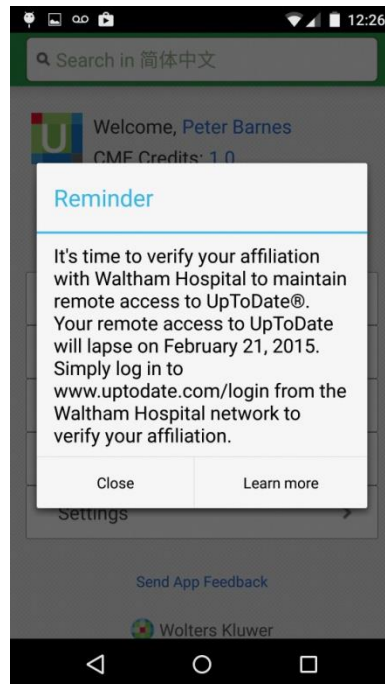 12:26
Search in 简体中文
U
Welcome, Peter Barnes
CME Credits: 1.0
Reminder
It's time to verify your affiliation
with Waltham Hospital to maintain
remote access to UpToDate®.
Your remote access to UpToDate
will lapse on February 21, 2015.
Simply log in to
www.uptodate.com/login from the
Waltham Hospital network to
verify your affiliation.
Close Learn more
Settings
Send App Feedback
Wolters Kluwer